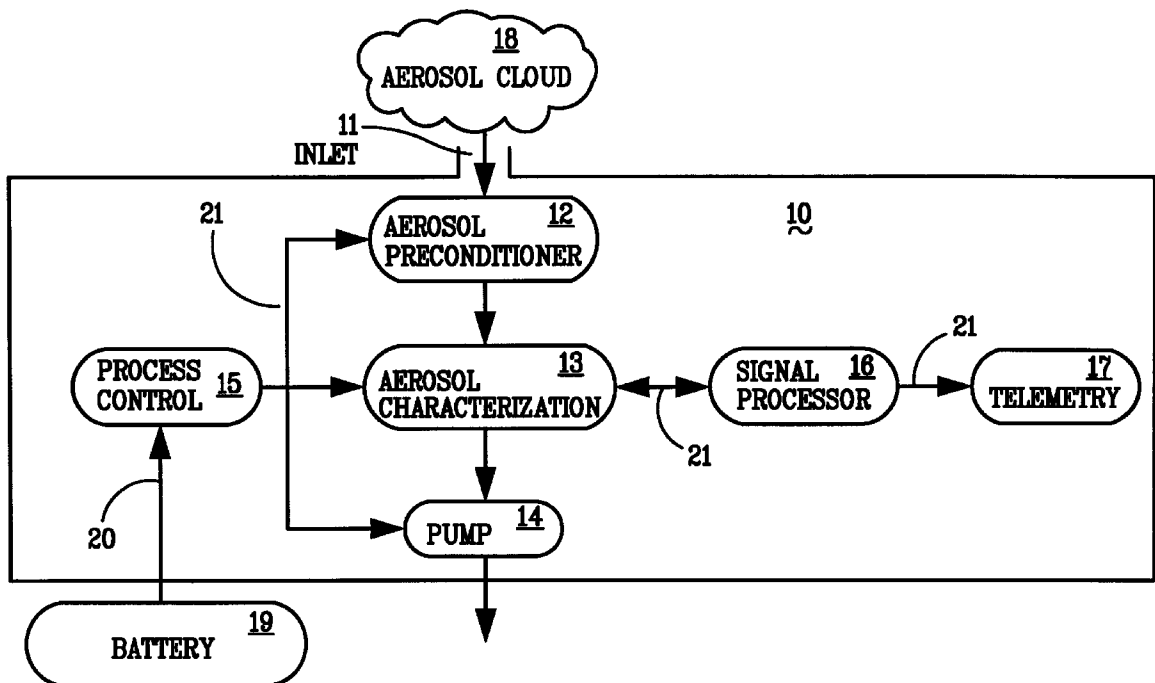 18
AEROSOL CLOUD
11
INLET
21
12
AEROSOL
PRECONDITIONER
10
PROCESS
CONTROL 15
13
AEROSOL
CHARACTERIZATION
21
SIGNAL 16
PROCESSOR
21
17
TELEMETRY
20
PUMP 14
BATTERY 19